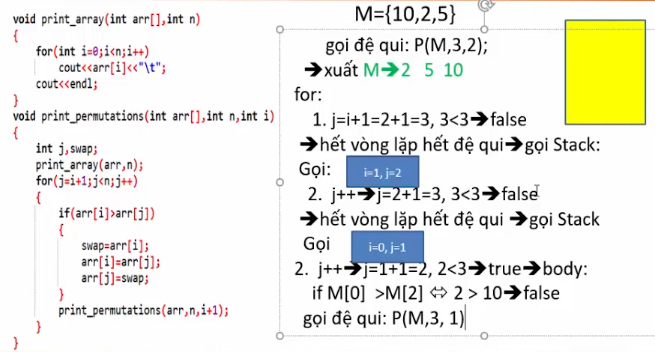 void print_array(int arr[],int n)
{
for(int i=0;i<n;i++)
cout<<arr[i]<<"\t";
cout<<endl;
}
void print_permutations(int arr[],int n,int i)
{
int j,swap;
print_array(arr,n);
for(j=i+1;j<n;j++)
{
if(arr[i]>arr[j])
{
swap=arr[i];
arr[i]=arr[j];
arr[j]=swap;
}
print_permutations(arr,n,i+1);
}
}
M={10,2,5}
gọi đệ qui: P(M,3,2);
➔xuất M➔2 5 10
for:
1. j=i+1=2+1=3, 3<3➔false
➔hết vòng lặp hết đệ qui➔gọi Stack:
Gọi: i=1, j=2
2. j++➔j=2+1=3, 3<3➔false
➔hết vòng lặp hết đệ qui ➔gọi Stack
Gọi i=0, j=1
2. j++➔j=1+1=2, 2<3➔true➔body:
if M[0] >M[2] ⇔ 2 > 10➔false
gọi đệ qui: P(M,3, 1)